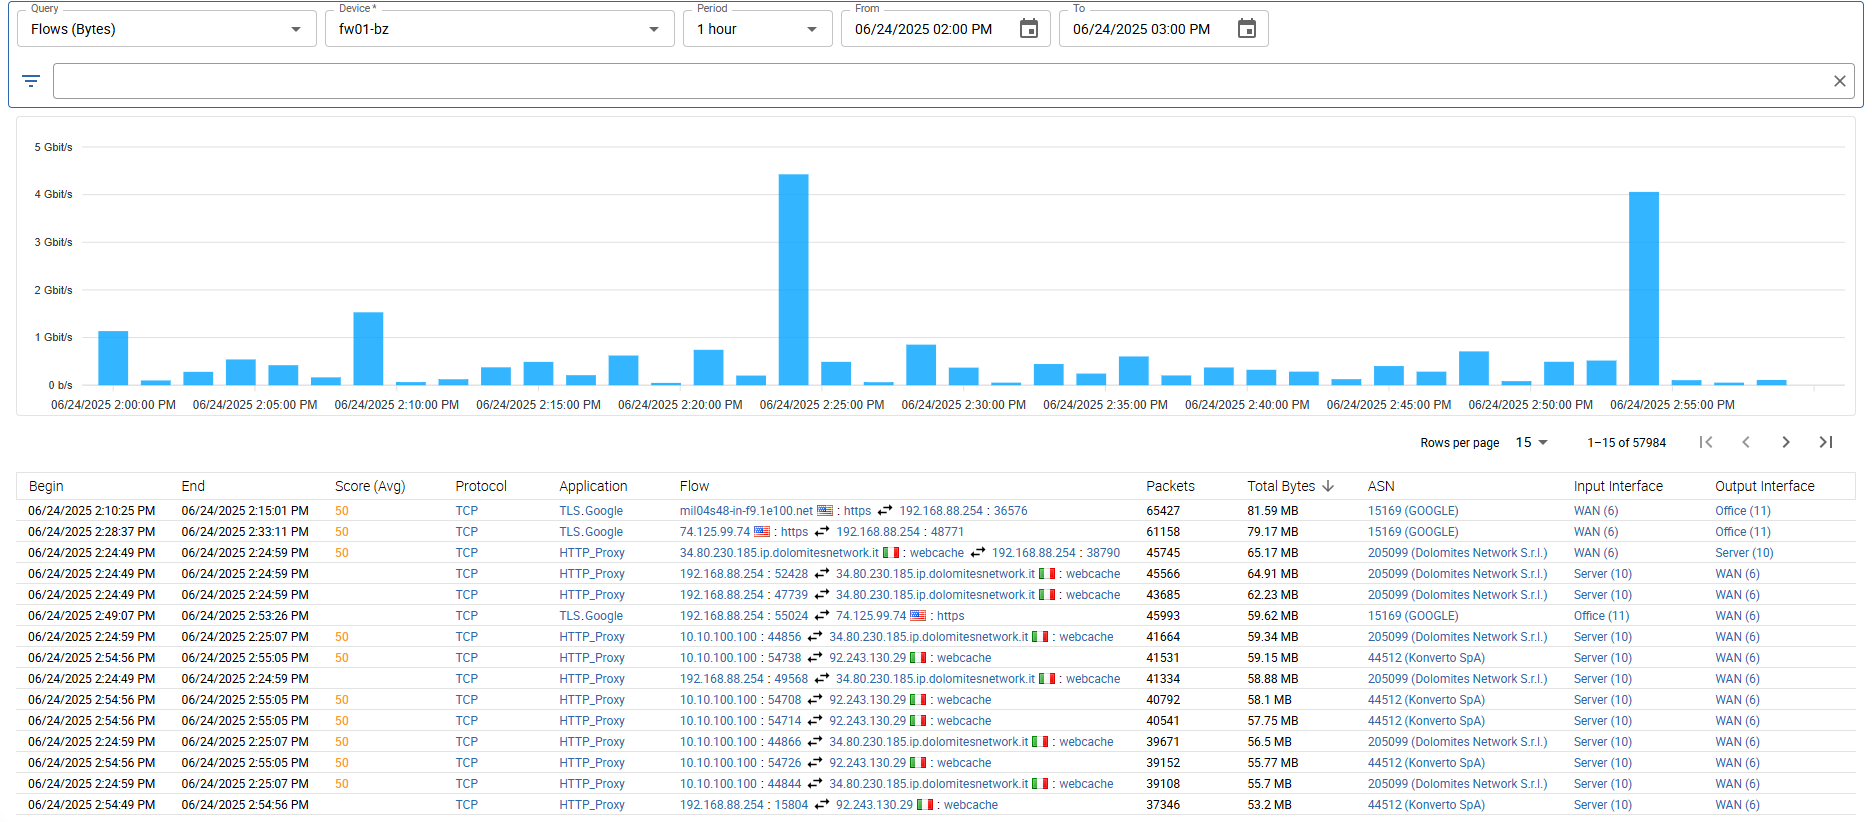 Query Device * Period From To
Flows (Bytes) fw01-bz 1 hour 06/24/2025 02:00 PM 06/24/2025 03:00 PM
5 Gbit/s
4 Gbit/s
3 Gbit/s
2 Gbit/s
1 Gbit/s
0 b/s
06/24/2025 2:00:00 PM 06/24/2025 2:05:00 PM 06/24/2025 2:10:00 PM 06/24/2025 2:15:00 PM 06/24/2025 2:20:00 PM 06/24/2025 2:25:00 PM 06/24/2025 2:30:00 PM 06/24/2025 2:35:00 PM 06/24/2025 2:40:00 PM 06/24/2025 2:45:00 PM 06/24/2025 2:50:00 PM 06/24/2025 2:55:00 PM
Rows per page 15 1–15 of 57984
Begin End Score (Avg) Protocol Application Flow Packets Total Bytes ASN Input Interface Output Interface
06/24/2025 2:10:25 PM 06/24/2025 2:15:01 PM 50 TCP TLS.Google mil04s48-in-f9.1e100.net : https 192.168.88.254 : 36576 65427 81.59 MB 15169 (GOOGLE) WAN (6) Office (11)
06/24/2025 2:28:37 PM 06/24/2025 2:33:11 PM 50 TCP TLS.Google 74.125.99.74 : https 192.168.88.254 : 48771 61158 79.17 MB 15169 (GOOGLE) WAN (6) Office (11)
06/24/2025 2:24:49 PM 06/24/2025 2:24:59 PM 50 TCP HTTP_Proxy 34.80.230.185.ip.dolomitesnetwork.it : webcache 192.168.88.254 : 38790 45745 65.17 MB 205099 (Dolomites Network S.r.l.) WAN (6) Server (10)
06/24/2025 2:24:49 PM 06/24/2025 2:24:59 PM TCP HTTP_Proxy 192.168.88.254 : 52428 34.80.230.185.ip.dolomitesnetwork.it : webcache 45566 64.91 MB 205099 (Dolomites Network S.r.l.) Server (10) WAN (6)
06/24/2025 2:24:49 PM 06/24/2025 2:24:59 PM TCP HTTP_Proxy 192.168.88.254 : 47739 34.80.230.185.ip.dolomitesnetwork.it : webcache 43685 62.23 MB 205099 (Dolomites Network S.r.l.) Server (10) WAN (6)
06/24/2025 2:49:07 PM 06/24/2025 2:53:26 PM TCP TLS.Google 192.168.88.254 : 55024 74.125.99.74 : https 45993 59.62 MB 15169 (GOOGLE) Office (11) WAN (6)
06/24/2025 2:24:59 PM 06/24/2025 2:25:07 PM 50 TCP HTTP_Proxy 10.10.100.100 : 44856 34.80.230.185.ip.dolomitesnetwork.it : webcache 41664 59.34 MB 205099 (Dolomites Network S.r.l.) Server (10) WAN (6)
06/24/2025 2:54:56 PM 06/24/2025 2:55:05 PM 50 TCP HTTP_Proxy 10.10.100.100 : 54738 92.243.130.29 : webcache 41531 59.15 MB 44512 (Konverto SpA) Server (10) WAN (6)
06/24/2025 2:24:49 PM 06/24/2025 2:24:59 PM TCP HTTP_Proxy 192.168.88.254 : 49568 34.80.230.185.ip.dolomitesnetwork.it : webcache 41334 58.88 MB 205099 (Dolomites Network S.r.l.) Server (10) WAN (6)
06/24/2025 2:54:56 PM 06/24/2025 2:55:05 PM 50 TCP HTTP_Proxy 10.10.100.100 : 54708 92.243.130.29 : webcache 40792 58.1 MB 44512 (Konverto SpA) Server (10) WAN (6)
06/24/2025 2:54:56 PM 06/24/2025 2:55:05 PM 50 TCP HTTP_Proxy 10.10.100.100 : 54714 92.243.130.29 : webcache 40541 57.75 MB 44512 (Konverto SpA) Server (10) WAN (6)
06/24/2025 2:24:59 PM 06/24/2025 2:25:07 PM 50 TCP HTTP_Proxy 10.10.100.100 : 44866 34.80.230.185.ip.dolomitesnetwork.it : webcache 39671 56.5 MB 205099 (Dolomites Network S.r.l.) Server (10) WAN (6)
06/24/2025 2:54:56 PM 06/24/2025 2:55:05 PM 50 TCP HTTP_Proxy 10.10.100.100 : 54726 92.243.130.29 : webcache 39152 55.77 MB 44512 (Konverto SpA) Server (10) WAN (6)
06/24/2025 2:24:59 PM 06/24/2025 2:25:07 PM 50 TCP HTTP_Proxy 10.10.100.100 : 44844 34.80.230.185.ip.dolomitesnetwork.it : webcache 39108 55.7 MB 205099 (Dolomites Network S.r.l.) Server (10) WAN (6)
06/24/2025 2:54:49 PM 06/24/2025 2:54:56 PM TCP HTTP_Proxy 192.168.88.254 : 15804 92.243.130.29 : webcache 37346 53.2 MB 44512 (Konverto SpA) Server (10) WAN (6)